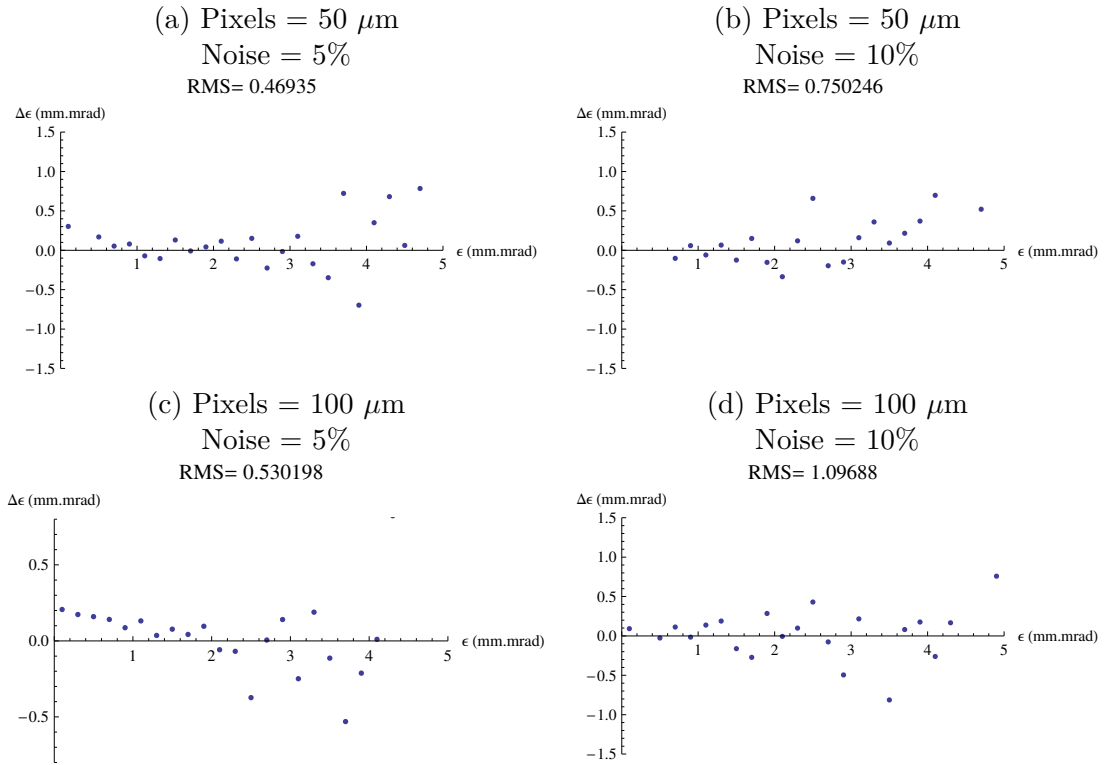 (a) Pixels = 50 μm
Noise = 5%
RMS= 0.46935
Δϵ (mm.mrad)
1.5
1.0
0.5
0.0
−0.5
−1.0
−1.5
1 2 3 4 5
ϵ (mm.mrad)
(b) Pixels = 50 μm
Noise = 10%
RMS= 0.750246
Δϵ (mm.mrad)
1.5
1.0
0.5
0.0
−0.5
−1.0
−1.5
1 2 3 4 5
ϵ (mm.mrad)
(c) Pixels = 100 μm
Noise = 5%
RMS= 0.530198
Δϵ (mm.mrad)
0.5
0.0
−0.5
1 2 3 4 5
ϵ (mm.mrad)
(d) Pixels = 100 μm
Noise = 10%
RMS= 1.09688
Δϵ (mm.mrad)
1.5
1.0
0.5
0.0
−0.5
−1.0
−1.5
1 2 3 4 5
ϵ (mm.mrad)